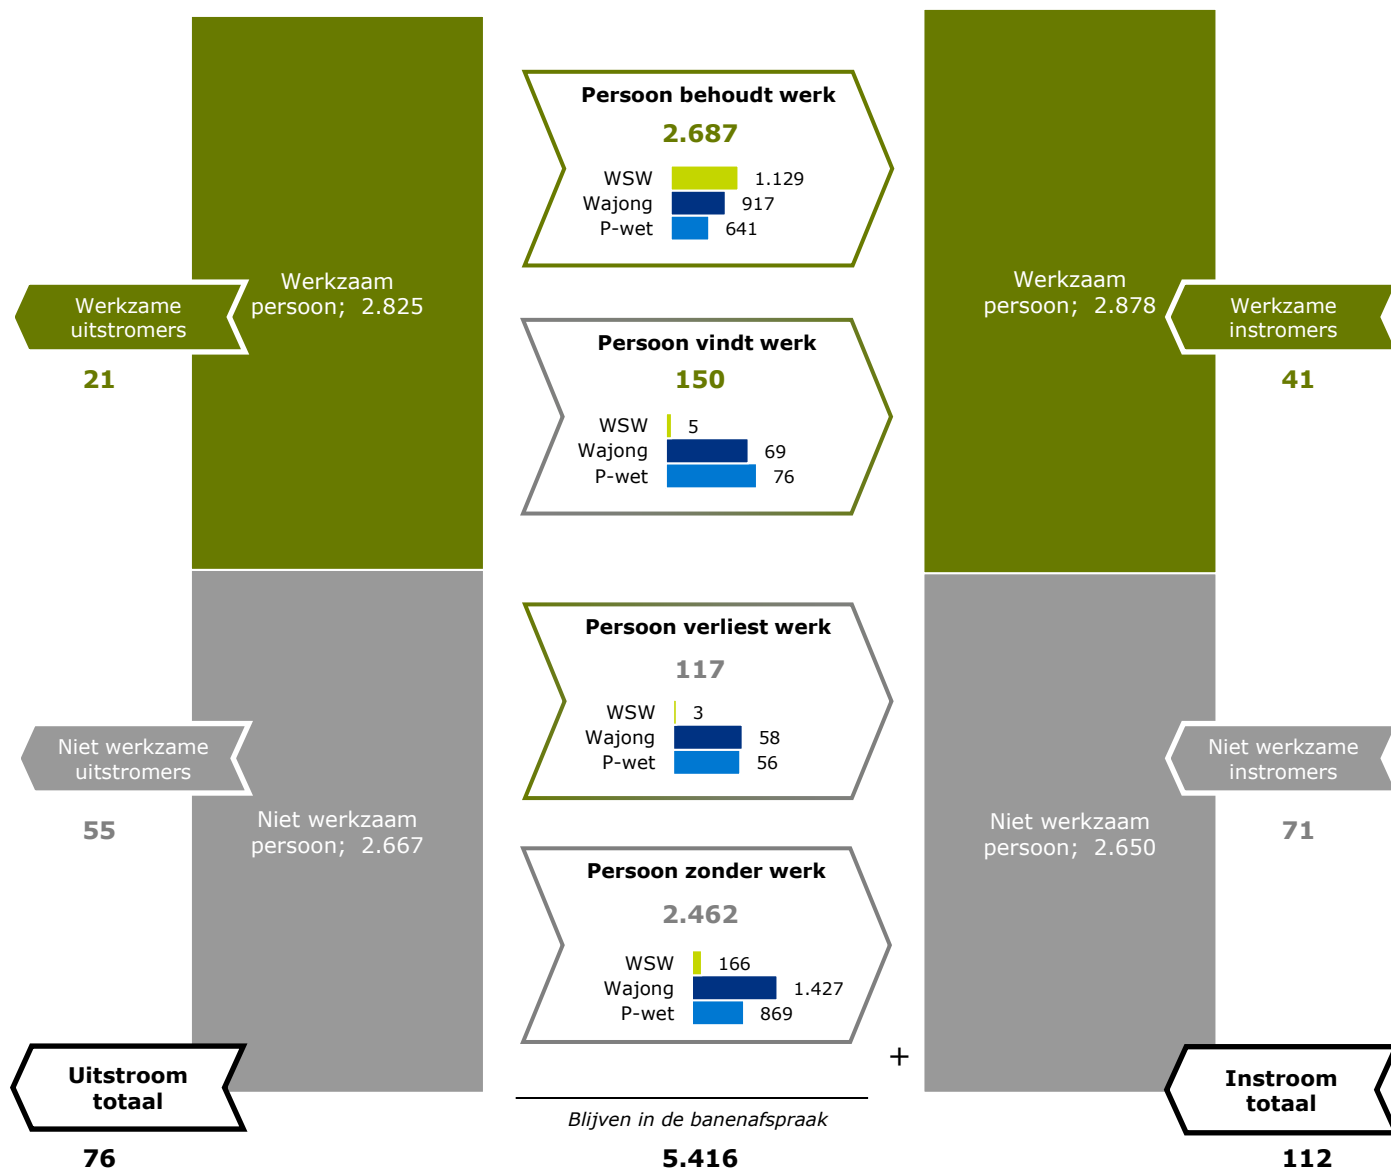 Werkzaam
persoon; 2.825
Werkzame
uitstromers
21
Niet werkzame
uitstromers
55
Niet werkzaam
persoon; 2.667
Uitstroom
totaal
76
Persoon behoudt werk
2.687
WSW 1.129
Wajong 917
P-wet 641
Persoon vindt werk
150
WSW 5
Wajong 69
P-wet 76
Persoon verliest werk
117
WSW 3
Wajong 58
P-wet 56
Persoon zonder werk
2.462
WSW 166
Wajong 1.427
P-wet 869
+
Blijven in de banenafspraak
5.416
Werkzaam
persoon; 2.878
Werkzame
instromers
41
Niet werkzame
instromers
71
Niet werkzaam
persoon; 2.650
Instroom
totaal
112